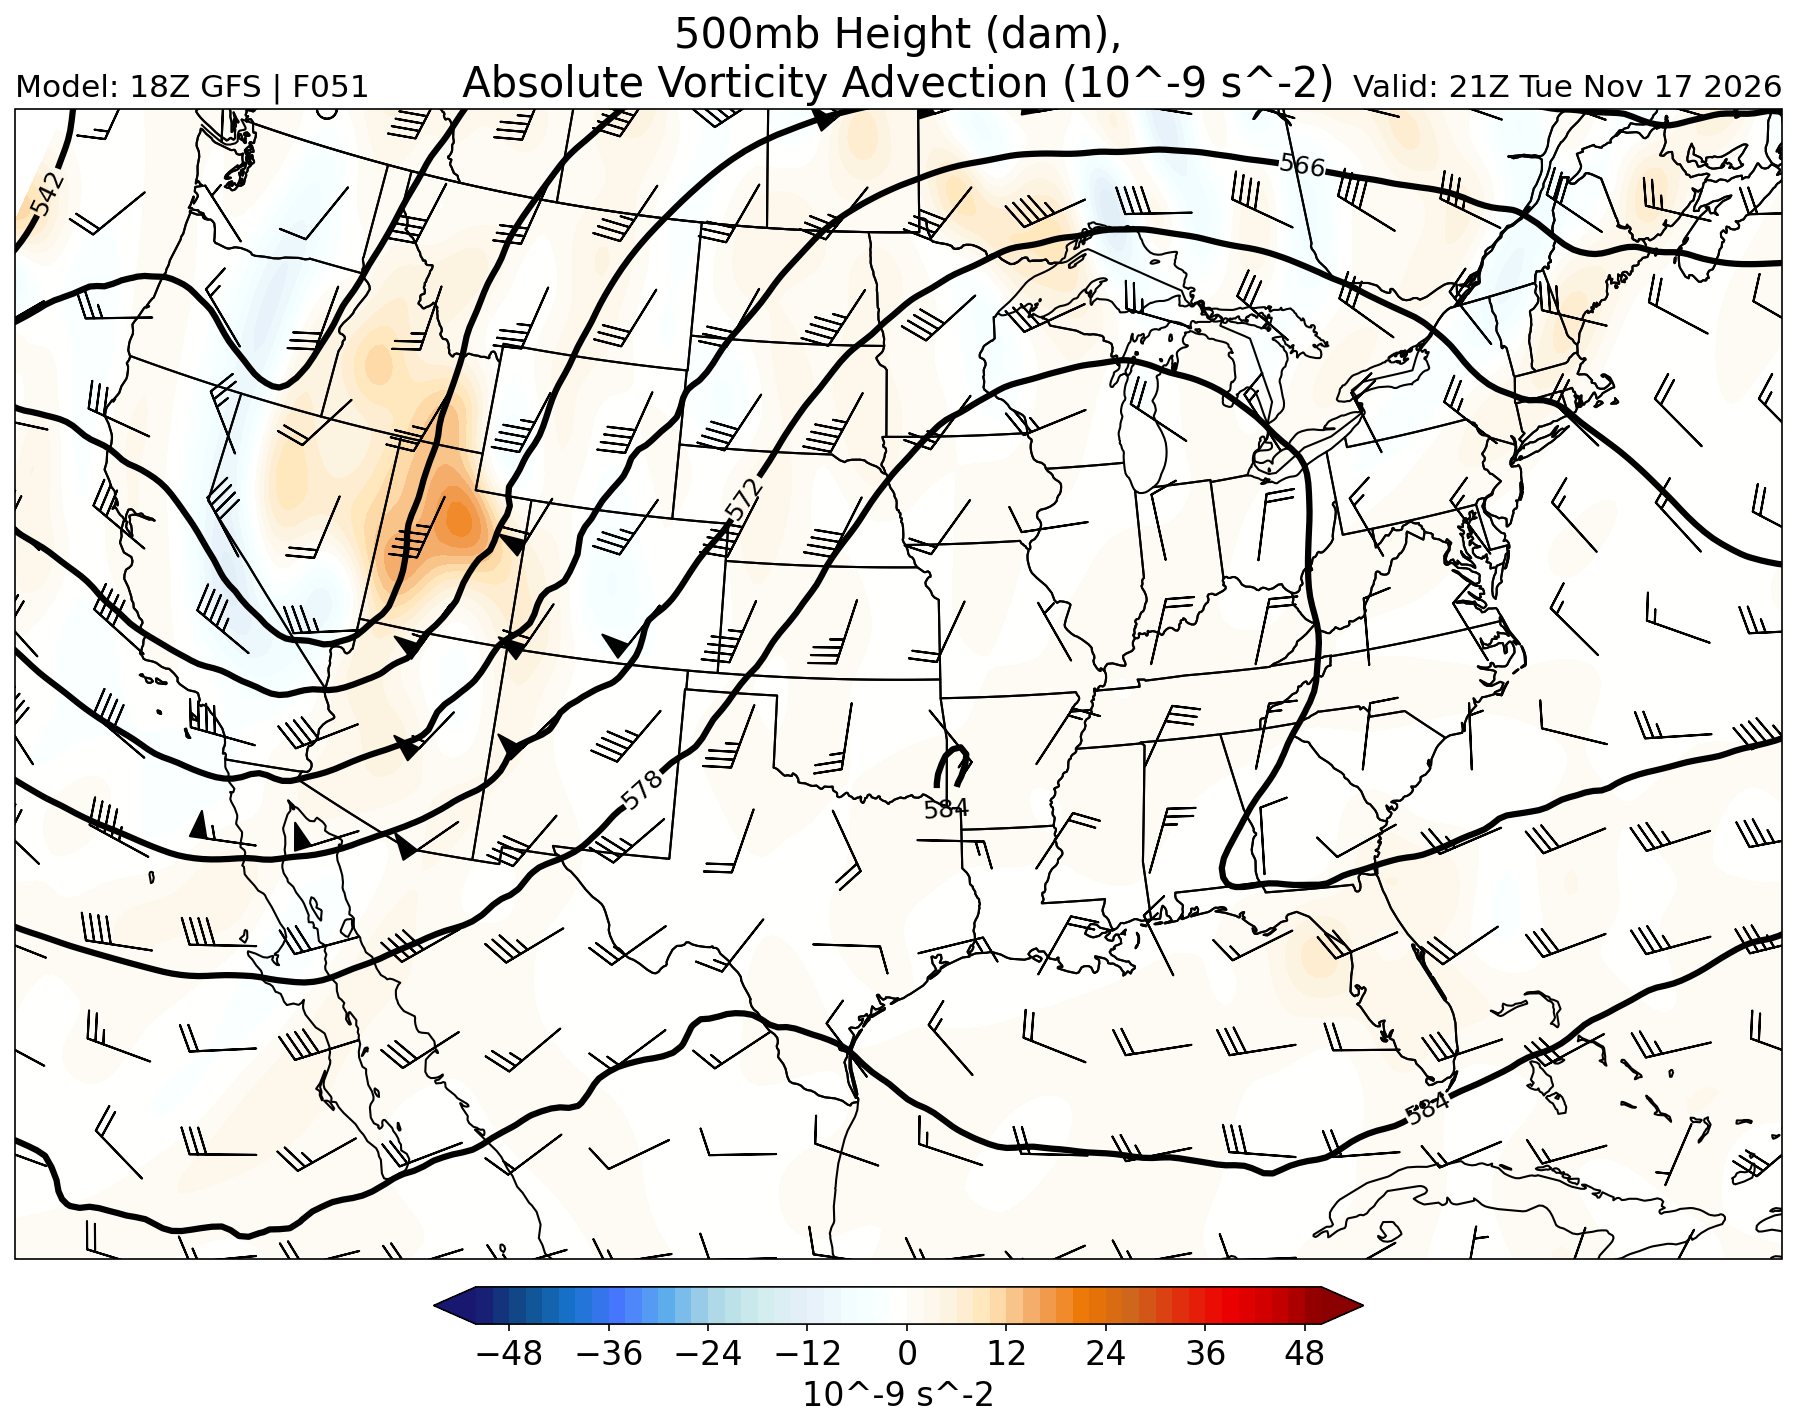 500mb Height (dam),
Model: 18Z GFS | F051
Absolute Vorticity Advection (10^-9 s^-2)
Valid: 21Z Tue Nov 17 2026
542
566
572
578
584
584
−48 −36 −24 −12 0 12 24 36 48
10^-9 s^-2